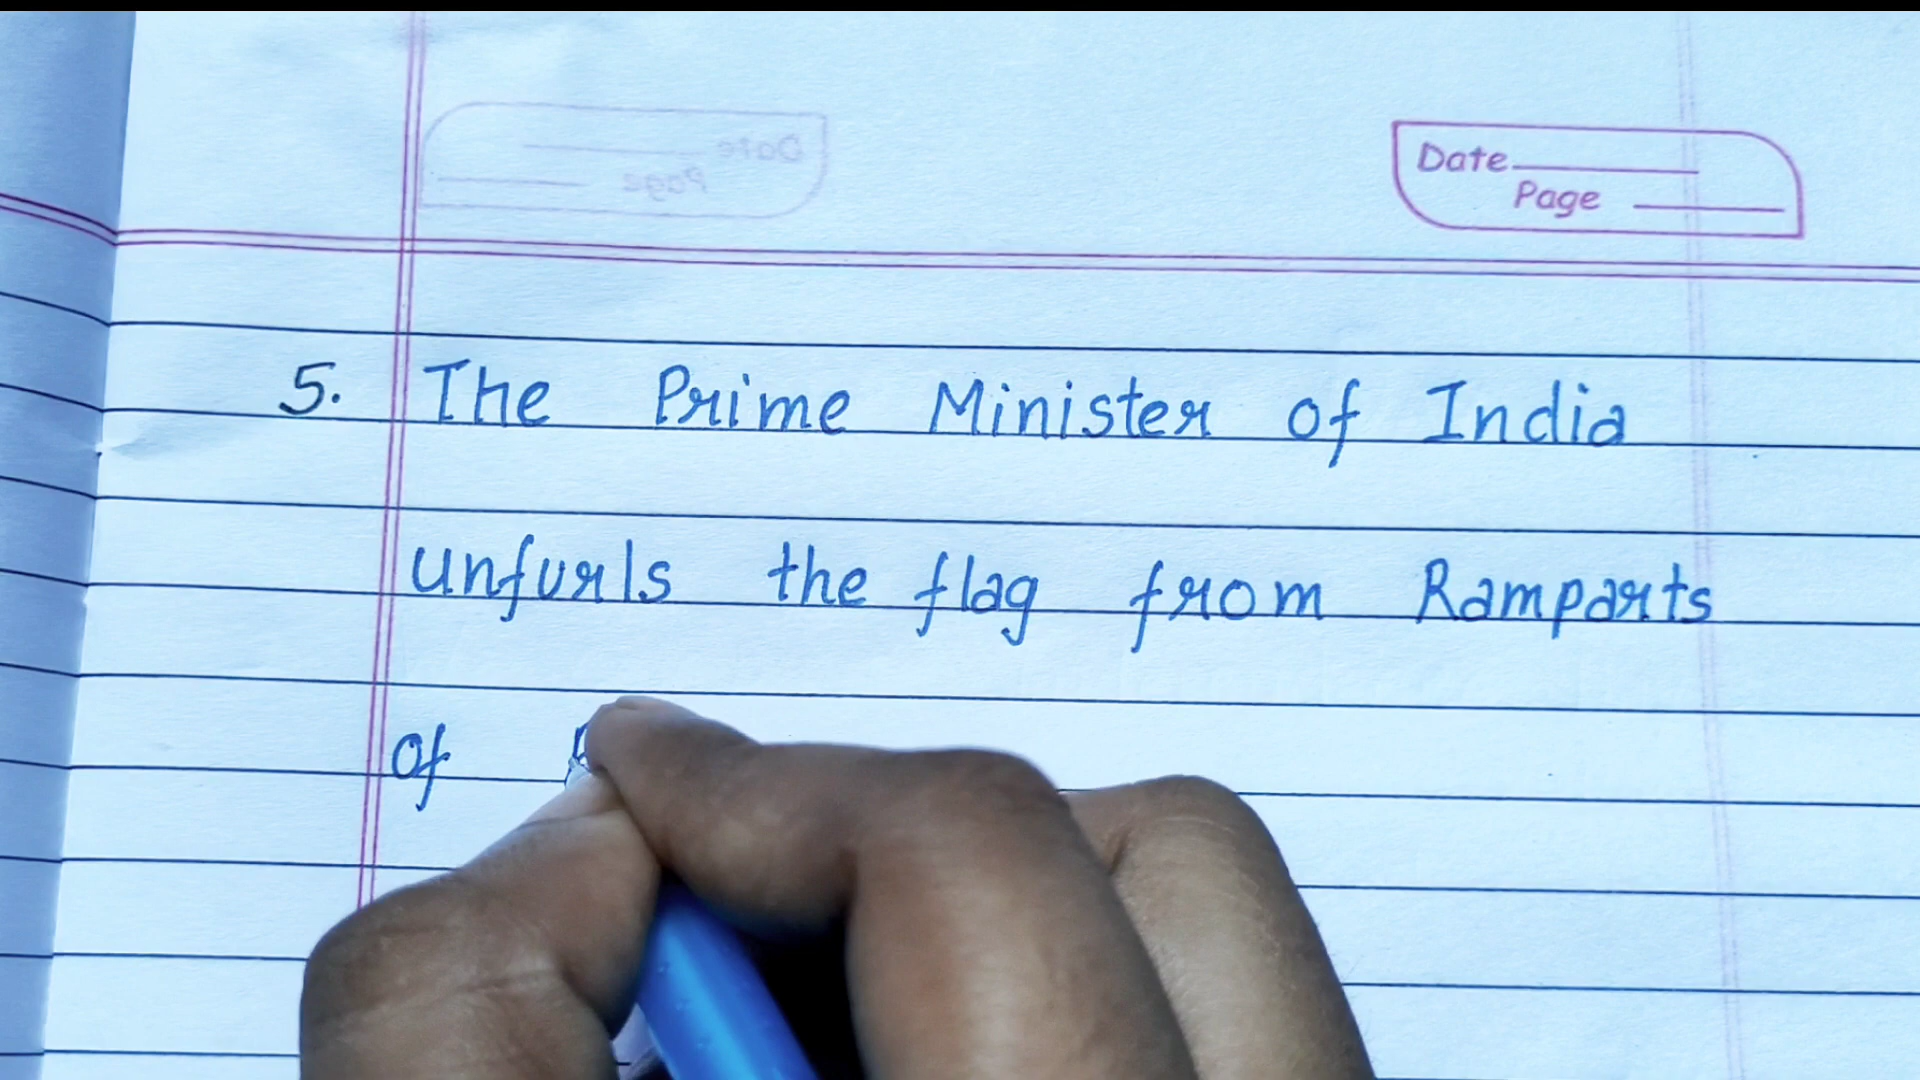 Date
Page
5. The Prime Minister of India
unfurls the flag from Ramparts
of